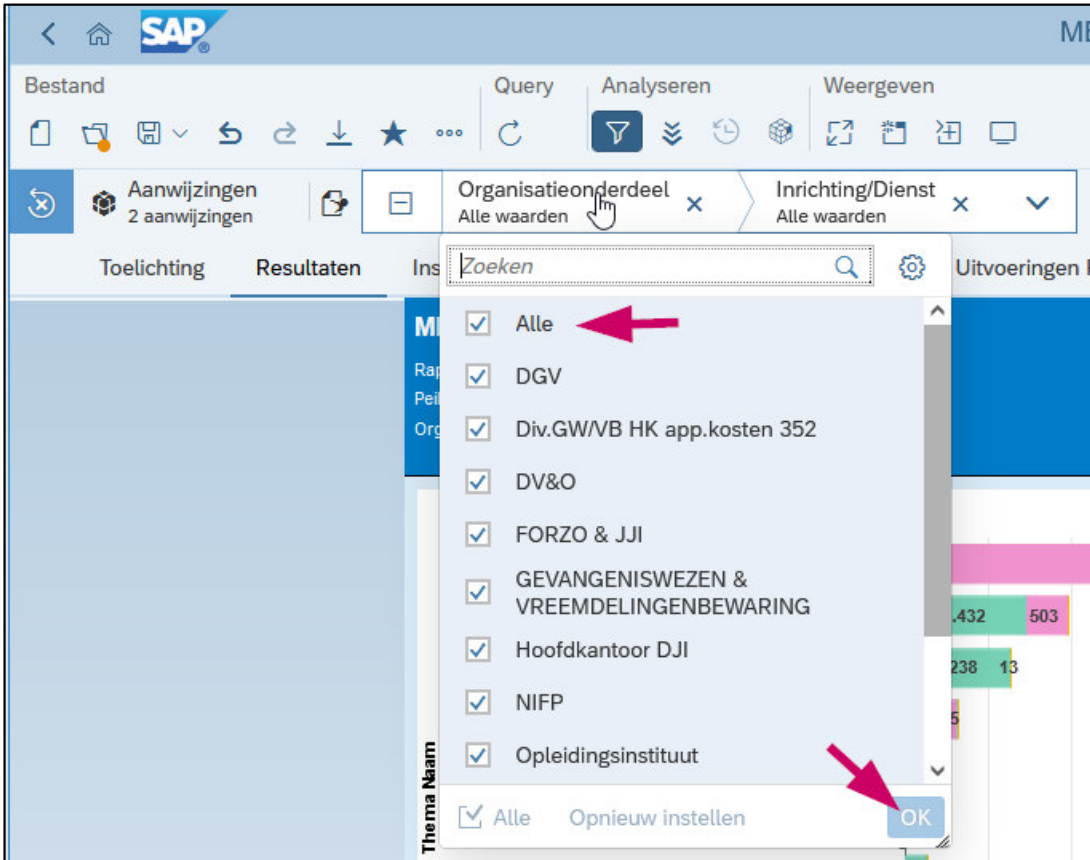 SAP
ME
Bestand
Query
Analyseren
Weergeven
Aanwijzingen
2 aanwijzingen
Organisatieonderdeel
Alle waarden
Inrichting/Dienst
Alle waarden
Toelichting
Resultaten
Ins
Zoeken
Uitvoeringen
Alle
DGV
Div.GW/VB HK app.kosten 352
DV&O
FORZO & JJI
GEVANGENISWEZEN &
VREEMDELINGENBEWARING
Hoofdkantoor DJI
NIFP
Opleidingsinstituut
Alle
Opnieuw instellen
OK
Rap
Peil
Org
.432
503
238
13
5
Thema Naam